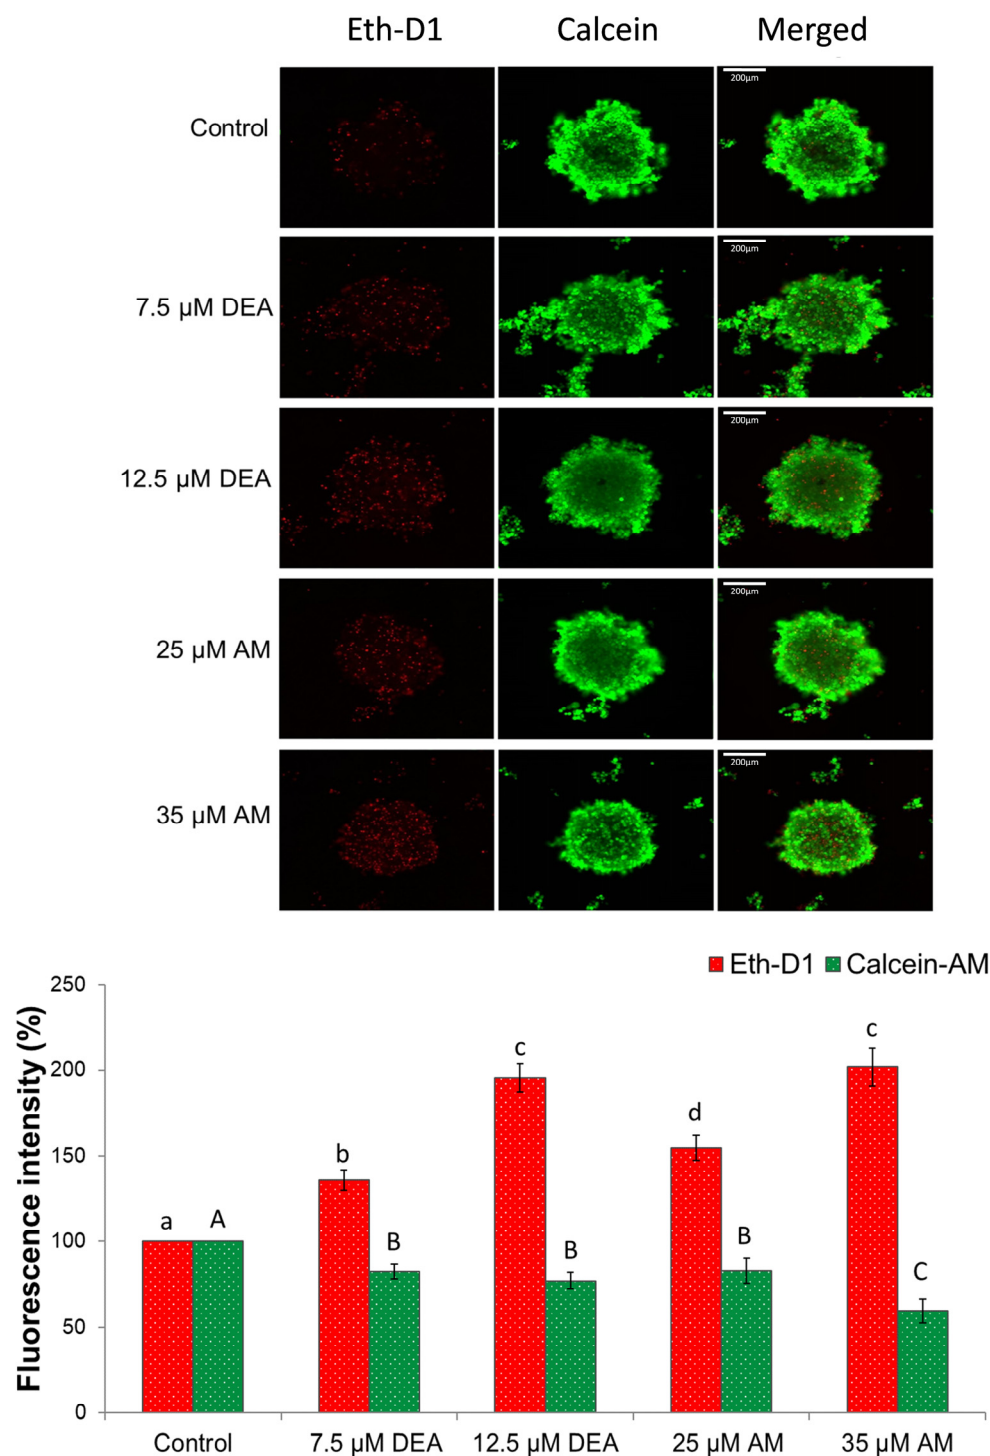 Eth-D1 Calcein Merged
Control 200µm
7.5 µM DEA 200µm
12.5 µM DEA 200µm
25 µM AM 200µm
35 µM AM 200µm
Eth-D1 Calcein-AM
Fluorescence intensity (%)
250
200
150
100
50
0
a A
b B
c B
d B
c C
Control 7.5 µM DEA 12.5 µM DEA 25 µM AM 35 µM AM